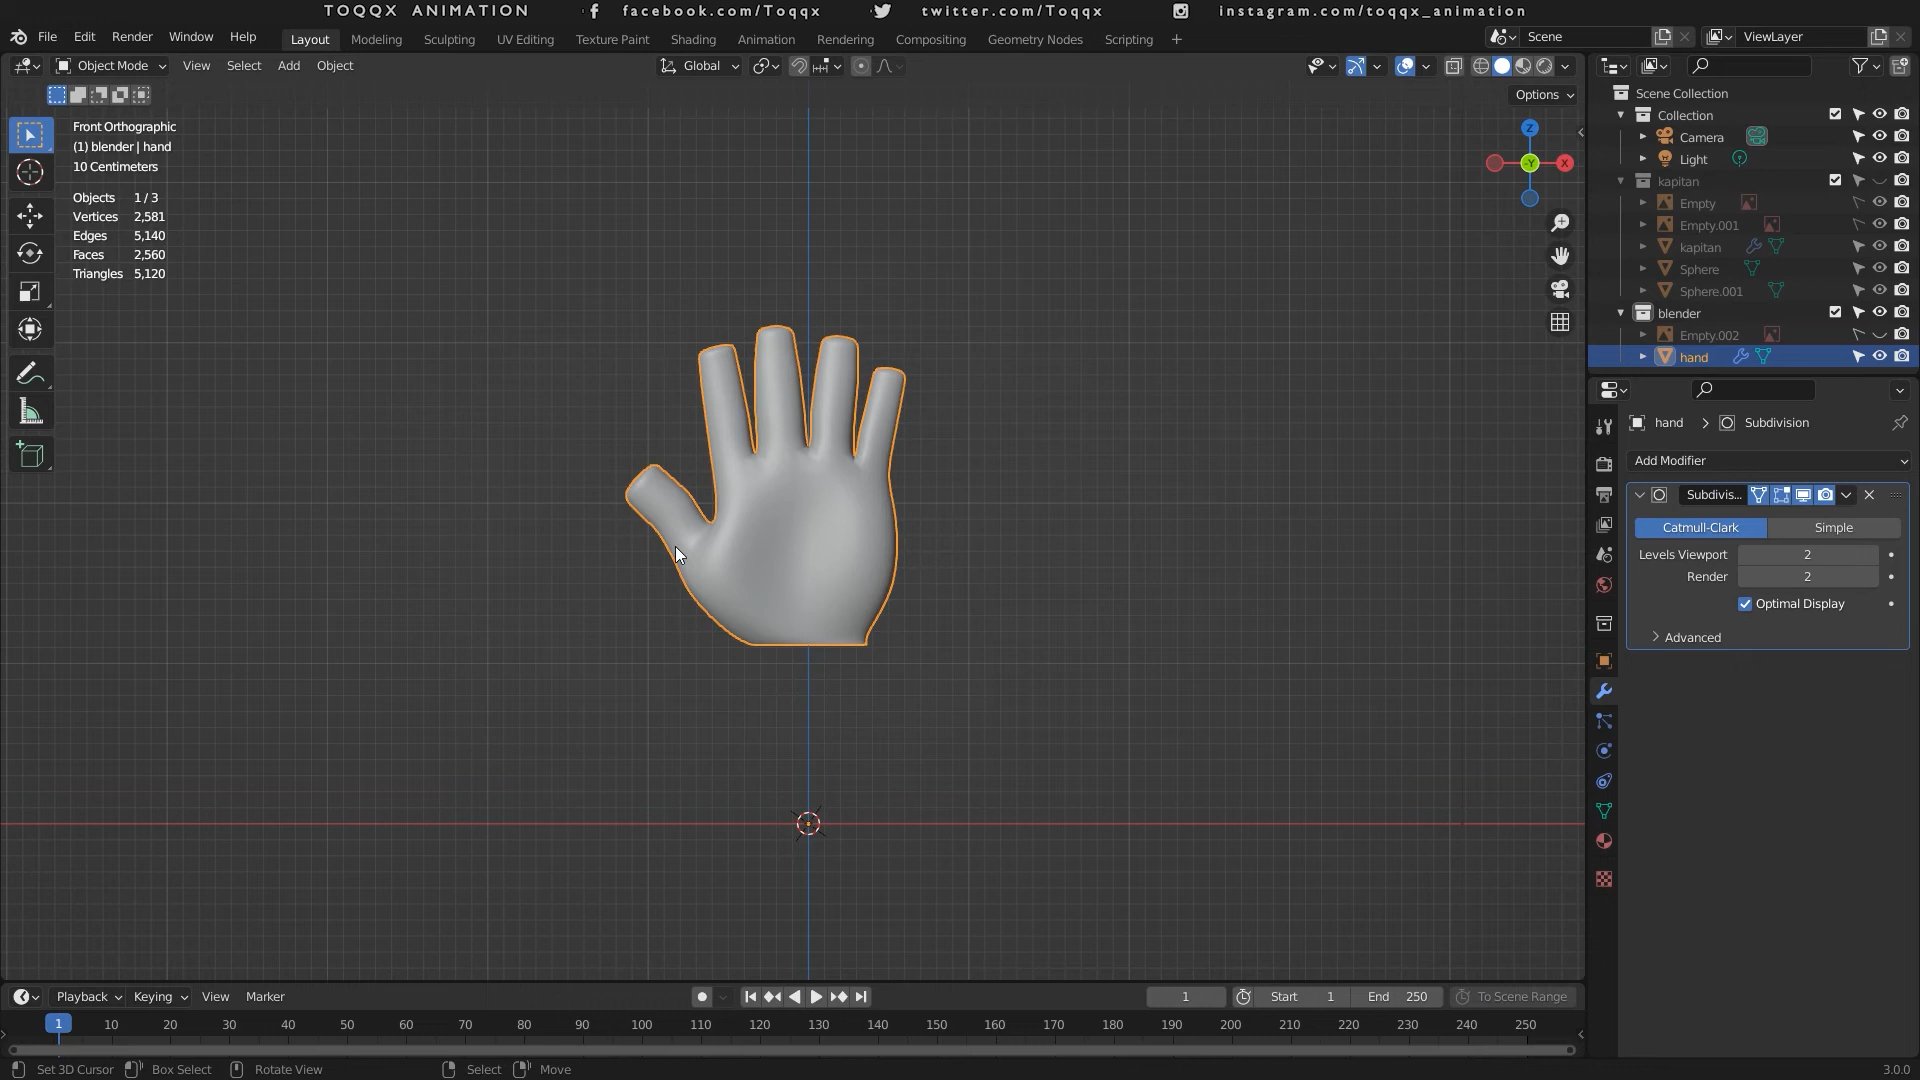 TOQQX ANIMATION facebook.com/Toqqx twitter.com/Toqqx instagram.com/toqqx_animation
File Edit Render Window Help Layout Modeling Sculpting UV Editing Texture Paint Shading Animation Rendering Compositing Geometry Nodes Scripting + Scene ViewLayer
Object Mode View Select Add Object Global
Options
Front Orthographic
(1) blender | hand
10 Centimeters
Objects 1 / 3
Vertices 2,581
Edges 5,140
Faces 2,560
Triangles 5,120
Z
-Y X
Scene Collection
Collection
Camera
Light
kapitan
Empty
Empty.001
kapitan
Sphere
Sphere.001
blender
Empty.002
hand
hand > Subdivision
Add Modifier
Subdivis...
Catmull-Clark Simple
Levels Viewport 2
Render 2
Optimal Display
Advanced
Playback Keying View Marker 1 Start 1 End 250 To Scene Range
1 10 20 30 40 50 60 70 80 90 100 110 120 130 140 150 160 170 180 190 200 210 220 230 240 250
Set 3D Cursor Box Select Rotate View Select Move 3.0.0